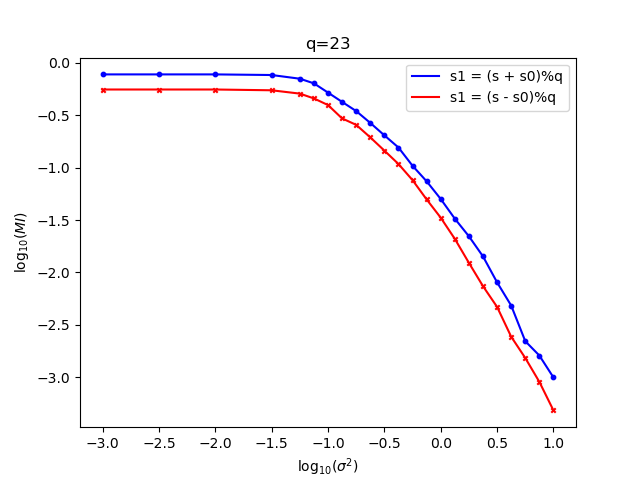 q=23
s1 = (s + s0)%q
s1 = (s - s0)%q
log₁₀(MI)
0.0
−0.5
−1.0
−1.5
−2.0
−2.5
−3.0
−3.0 −2.5 −2.0 −1.5 −1.0 −0.5 0.0 0.5 1.0
log₁₀(σ²)